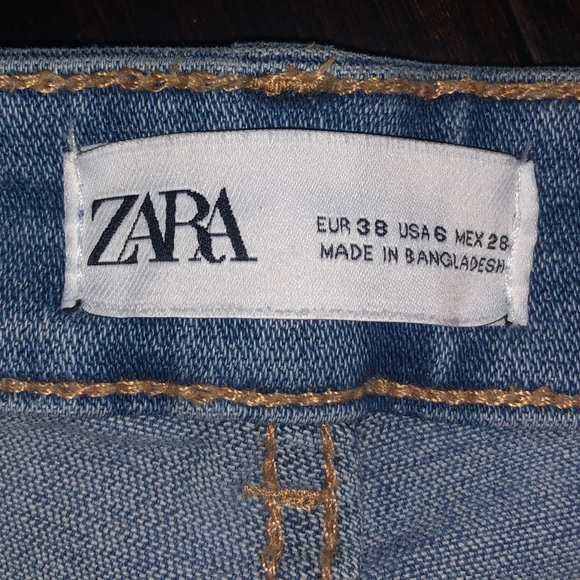 ZARA
EUR 38 USA 6 MEX 28
MADE IN BANGLADESH